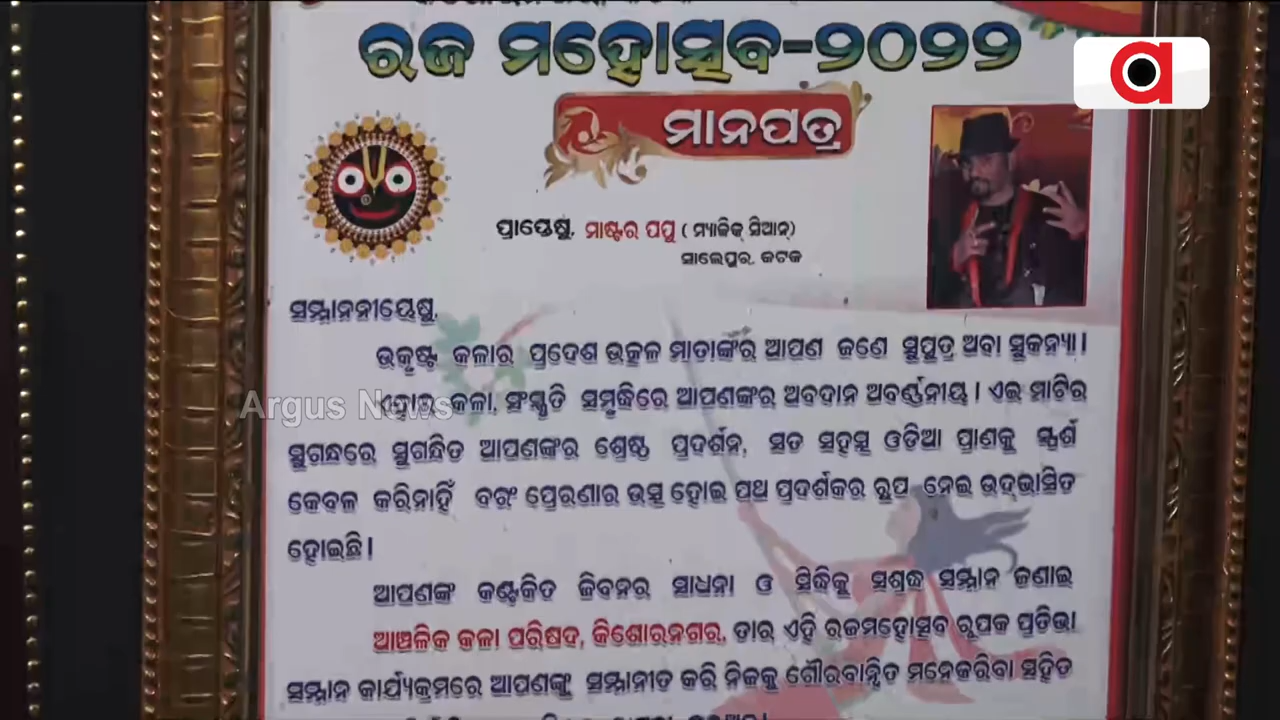 ରଜ ମହୋତ୍ସବ-୨୦୨୨
ମାନପତ୍ର
ପ୍ରାପ୍ତେଷୁ, ମାଷ୍ଟର ପପୁ ( ମ୍ୟାଜିକ୍ ସିଆନ୍)
ସାଲେପୁର, କଟକ
ସମ୍ମାନନୀୟେଷୁ,
ଉତ୍କୃଷ୍ଟ କଳାର ପ୍ରଦେଶ ଉତ୍କଳ ମାତାଙ୍କର ଆପଣ ଜଣେ ସୁପୁତ୍ର ଅବା ସୁକନ୍ୟା।
କଳା, ସଂସ୍କୃତି ସମୃଦ୍ଧିରେ ଆପଣଙ୍କର ଅବଦାନ ଅବର୍ଣ୍ଣନୀୟ। ଏଇ ମାଟିର
ସୁଗନ୍ଧରେ ସୁଗନ୍ଧିତ ଆପଣଙ୍କର ଶ୍ରେଷ୍ଠ ପ୍ରଦର୍ଶନ, ସତ ସହସ୍ର ଓଡିଆ ପ୍ରାଣକୁ ସ୍ପର୍ଶ
କେବଳ କରିନାହିଁ ବରଂ ପ୍ରେରଣାର ଉତ୍ସ ହୋଇ ପଥ ପ୍ରଦର୍ଶକର ରୂପ ନେଇ ଉଦ୍‌ଭାସିତ
ହୋଇଛି।
ଆପଣଙ୍କ କଣ୍ଟକିତ ଜିବନର ସାଧନା ଓ ସିଦ୍ଧିକୁ ସଶ୍ରଦ୍ଧ ସମ୍ମାନ ଜଣାଇ
ଆଞ୍ଚଳିକ କଳା ପରିଷଦ, କିଶୋରନଗର, ତାର ଏହି ରଜମହୋତ୍ସବ ରୂପକ ପ୍ରତିଭା
ସମ୍ମାନ କାର୍ଯ୍ୟକ୍ରମରେ ଆପଣଙ୍କୁ ସମ୍ମାନୀତ କରି ନିଜକୁ ଗୌରବାନ୍ୱିତ ମନେକରିବା ସହିତ
Argus News